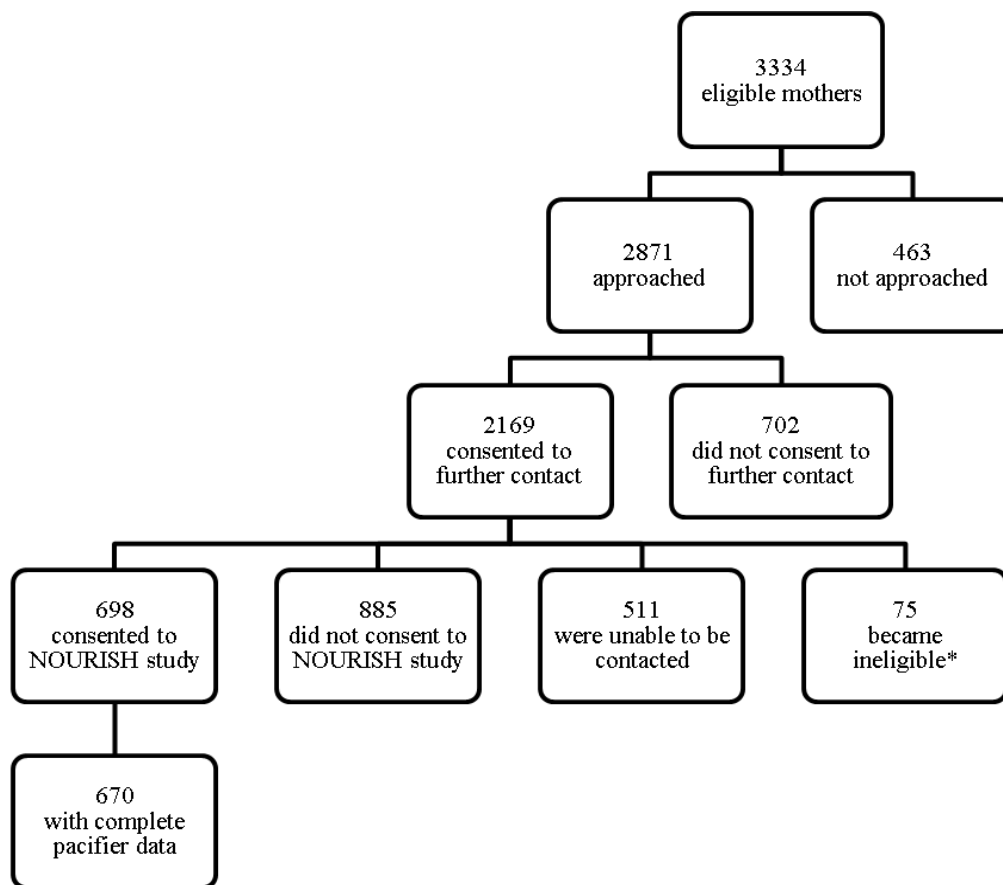 3334
eligible mothers
2871
approached
463
not approached
2169
consented to
further contact
702
did not consent to
further contact
698
consented to
NOURISH study
885
did not consent to
NOURISH study
511
were unable to be
contacted
75
became
ineligible*
670
with complete
pacifier data